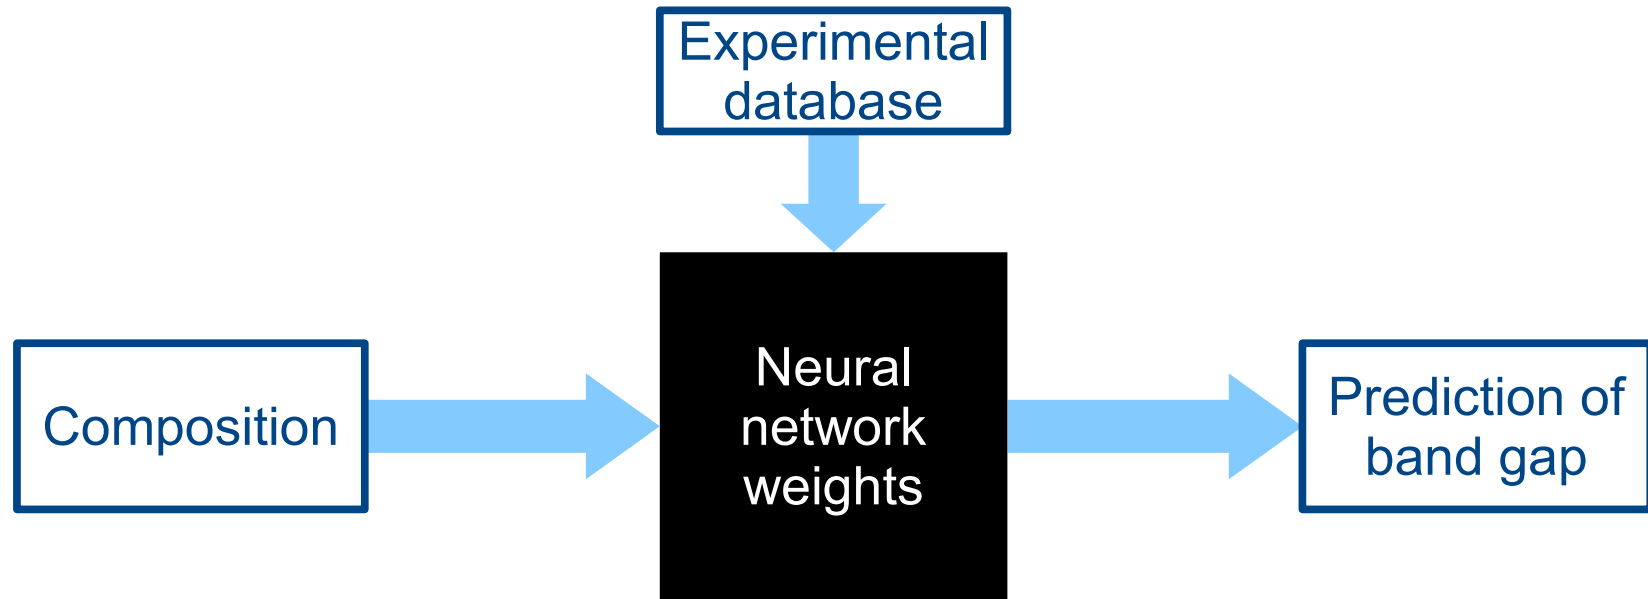 Experimental
database
Composition
Neural
network
weights
Prediction of
band gap